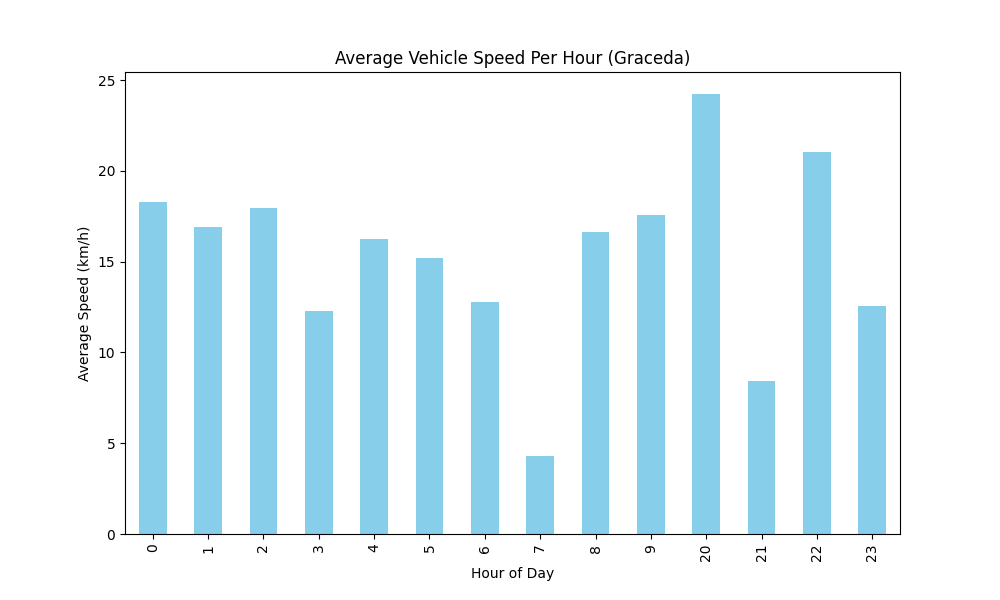 Average Vehicle Speed Per Hour (Graceda)
25
20
15
10
5
0
Average Speed (km/h)
0 1 2 3 4 5 6 7 8 9 20 21 22 23
Hour of Day